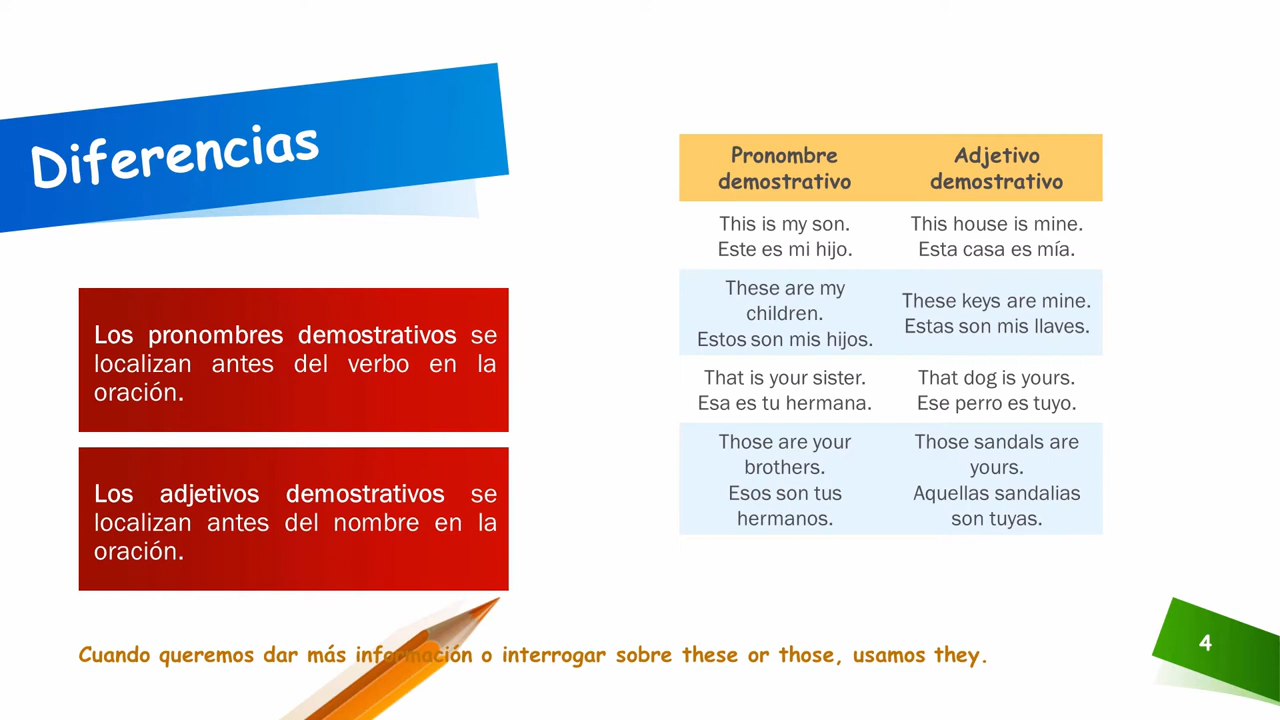 Diferencias
Los pronombres demostrativos se
localizan antes del verbo en la
oración.
Los adjetivos demostrativos se
localizan antes del nombre en la
oración.
Pronombre
demostrativo
Adjetivo
demostrativo
This is my son.
Este es mi hijo.
This house is mine.
Esta casa es mía.
These are my
children.
Estos son mis hijos.
These keys are mine.
Estas son mis llaves.
That is your sister.
Esa es tu hermana.
That dog is yours.
Ese perro es tuyo.
Those are your
brothers.
Esos son tus
hermanos.
Those sandals are
yours.
Aquellas sandalias
son tuyas.
Cuando queremos dar más información o interrogar sobre these or those, usamos they.
4